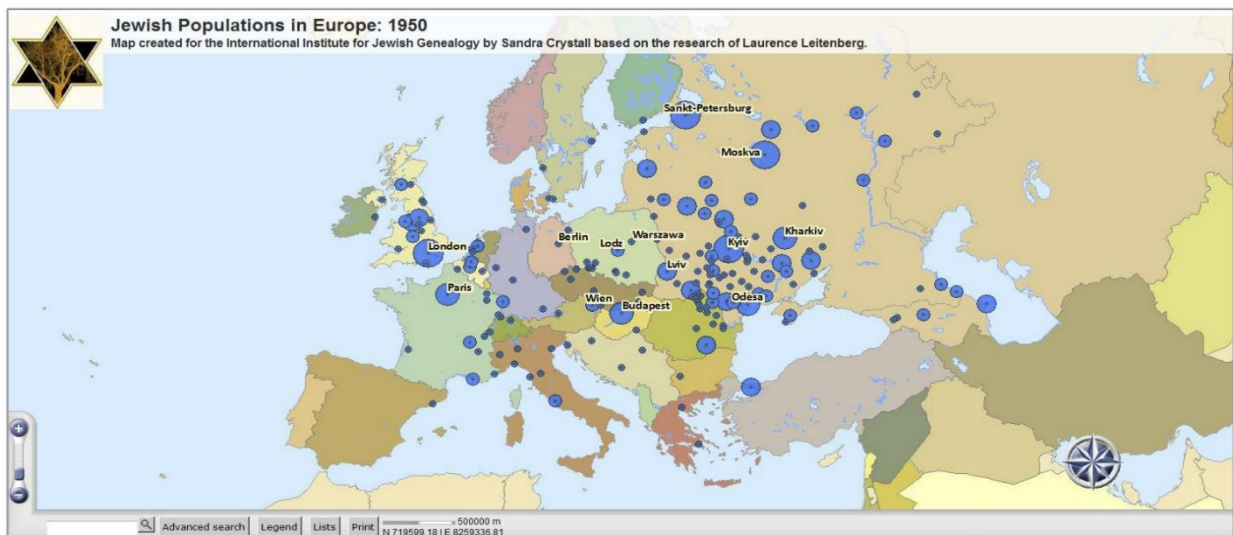 Jewish Populations in Europe: 1950
Map created for the International Institute for Jewish Genealogy by Sandra Crystall based on the research of Laurence Leitenberg.
Sankt-Petersburg
Moskva
Berlin
Lodz
Warszawa
Kyiv
Kharkiv
London
Lviv
Paris
Wien
Budapest
Odesa
Advanced search
Legend
Lists
Print
500000 m
N 719599.18 | E 8259336.81